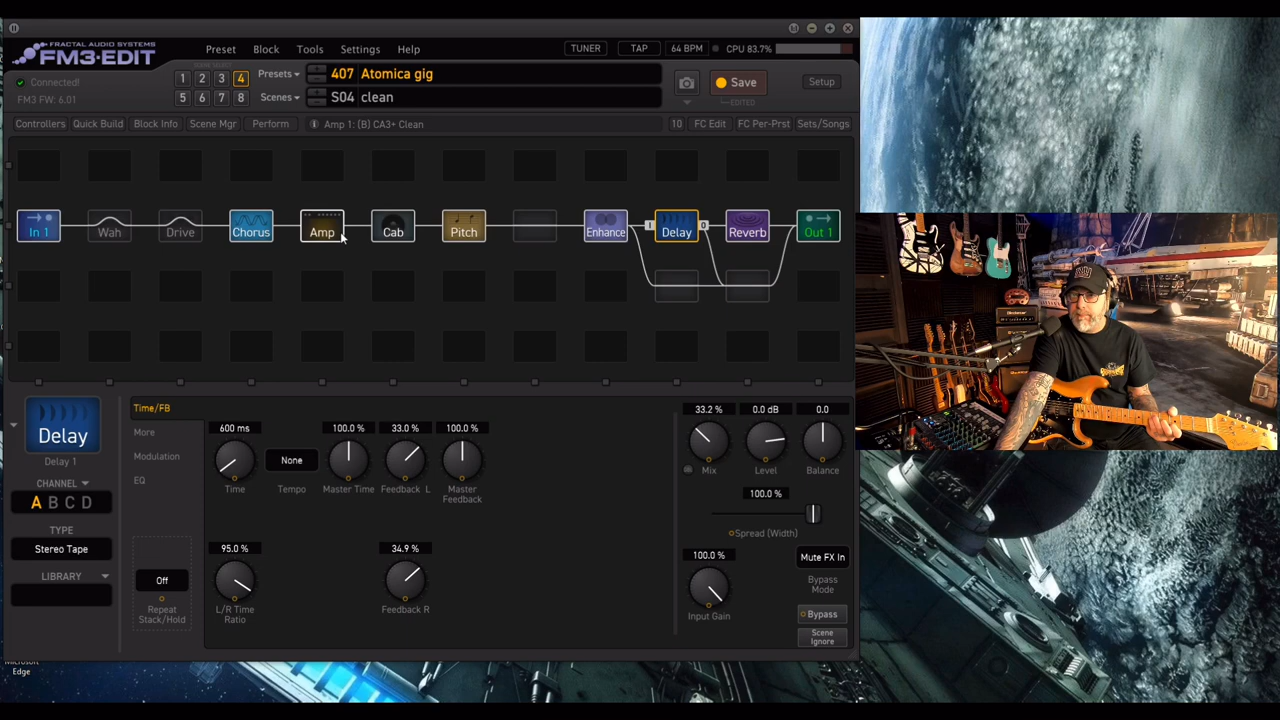 FRACTAL AUDIO SYSTEMS
FM3-EDIT
Preset Block Tools Settings Help
TUNER TAP 64 BPM CPU 83.7%
Connected!
FM3 FW: 6.01
SCENE SELECT
1 2 3 4
5 6 7 8
Presets 407 Atomica gig
Scenes S04 clean
Save
EDITED
Setup
Controllers Quick Build Block Info Scene Mgr Perform
Amp 1: (B) CA3+ Clean
10 FC Edit FC Per-Prst Sets/Songs
In 1 Wah Drive Chorus Amp Cab Pitch Enhance Delay Reverb Out 1
Delay
Delay 1
CHANNEL
A B C D
TYPE
Stereo Tape
LIBRARY
Time/FB
More
Modulation
EQ
Off
Repeat
Stack/Hold
600 ms 100.0 % 33.0 % 100.0 %
None
Time Tempo Master Time Feedback L Master
Feedback
95.0 % 34.9 %
L/R Time
Ratio
Feedback R
33.2 % 0.0 dB 0.0
Mix Level Balance
100.0 %
Spread (Width)
100.0 %
Input Gain
Mute FX In
Bypass
Mode
Bypass
Scene
Ignore
Microsoft
Edge